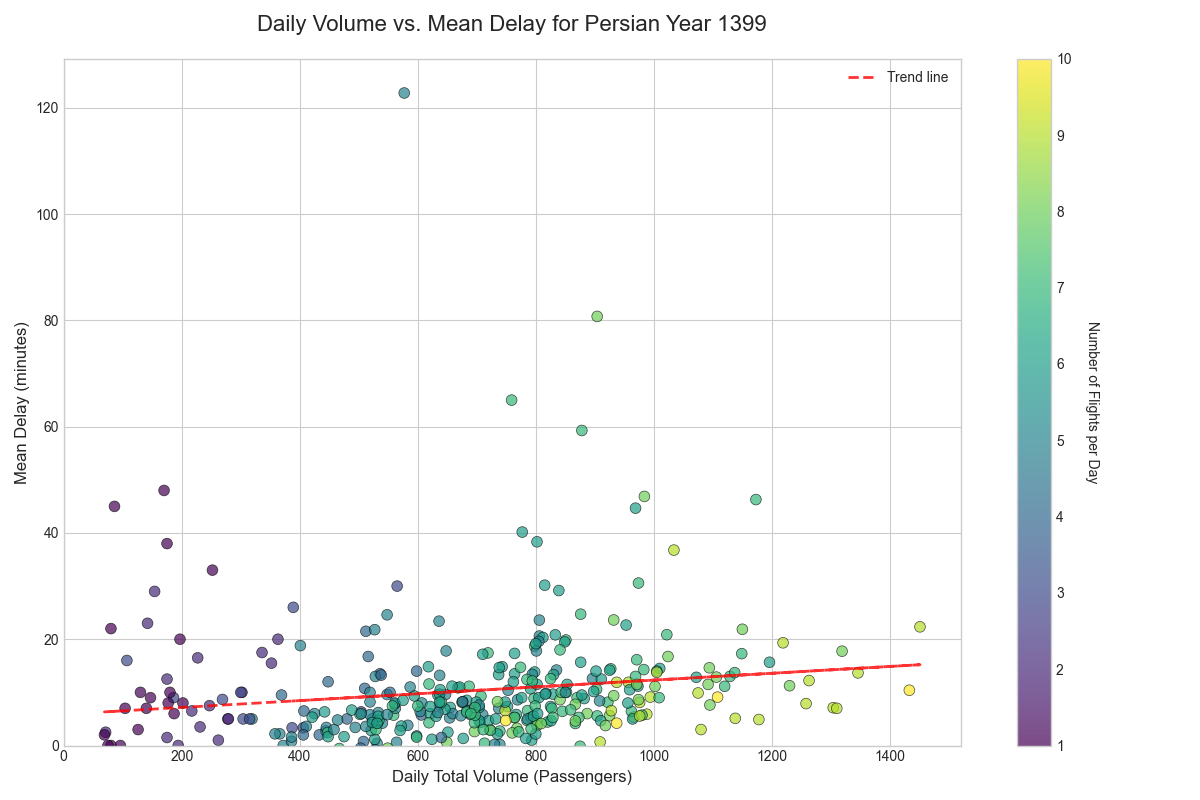 Daily Volume vs. Mean Delay for Persian Year 1399
Trend line
Mean Delay (minutes)
120
100
80
60
40
20
0
0 200 400 600 800 1000 1200 1400
Daily Total Volume (Passengers)
10
9
8
7
6
5
4
3
2
1
Number of Flights per Day